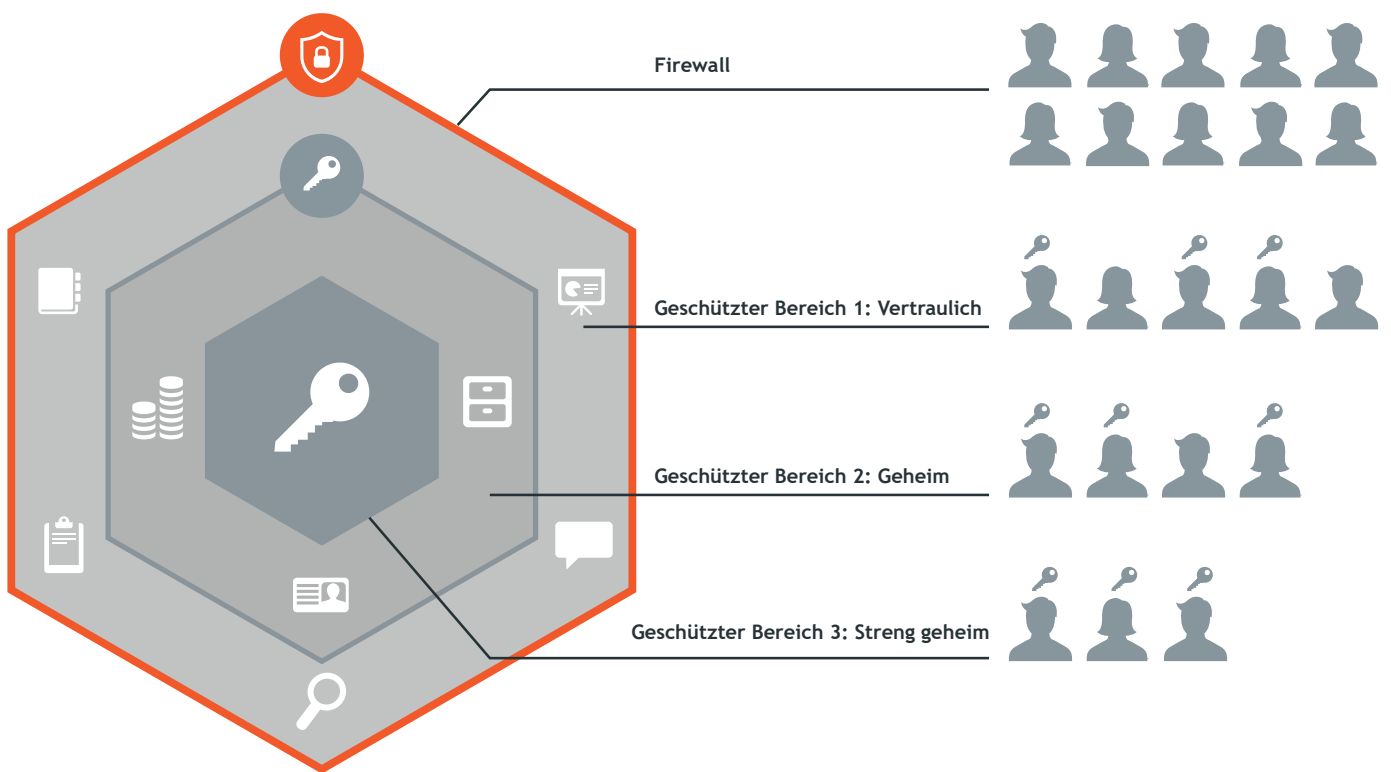 Firewall
Geschützter Bereich 1: Vertraulich
Geschützter Bereich 2: Geheim
Geschützter Bereich 3: Streng geheim